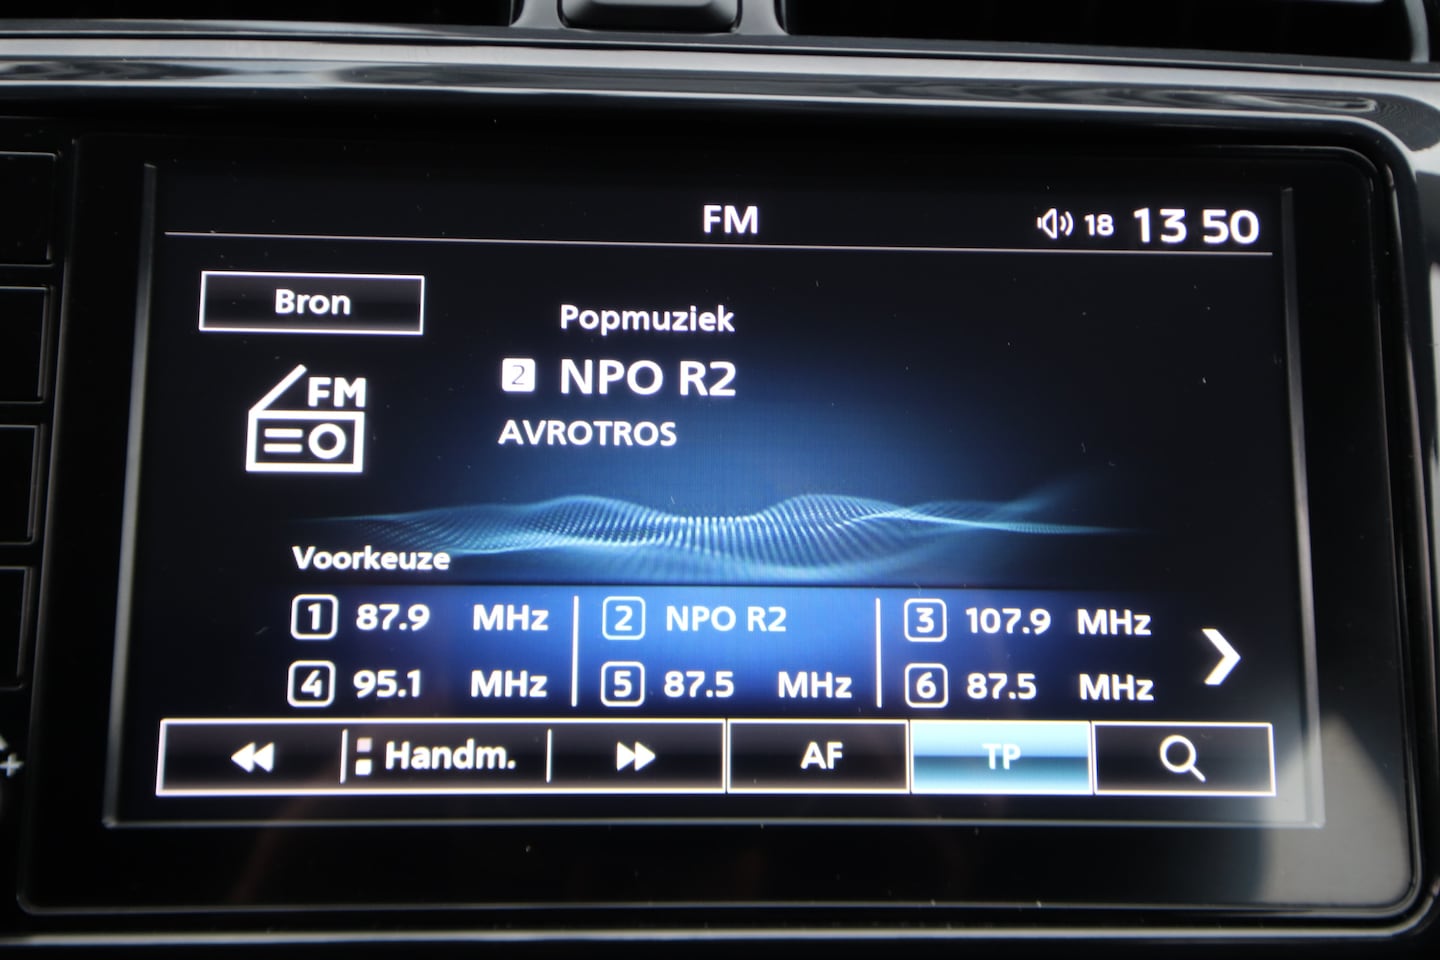 FM 18 13 50
Bron
Popmuziek
FM
2 NPO R2
AVROTROS
Voorkeuze
1 87.9 MHz 2 NPO R2 3 107.9 MHz
4 95.1 MHz 5 87.5 MHz 6 87.5 MHz
Handm. AF TP